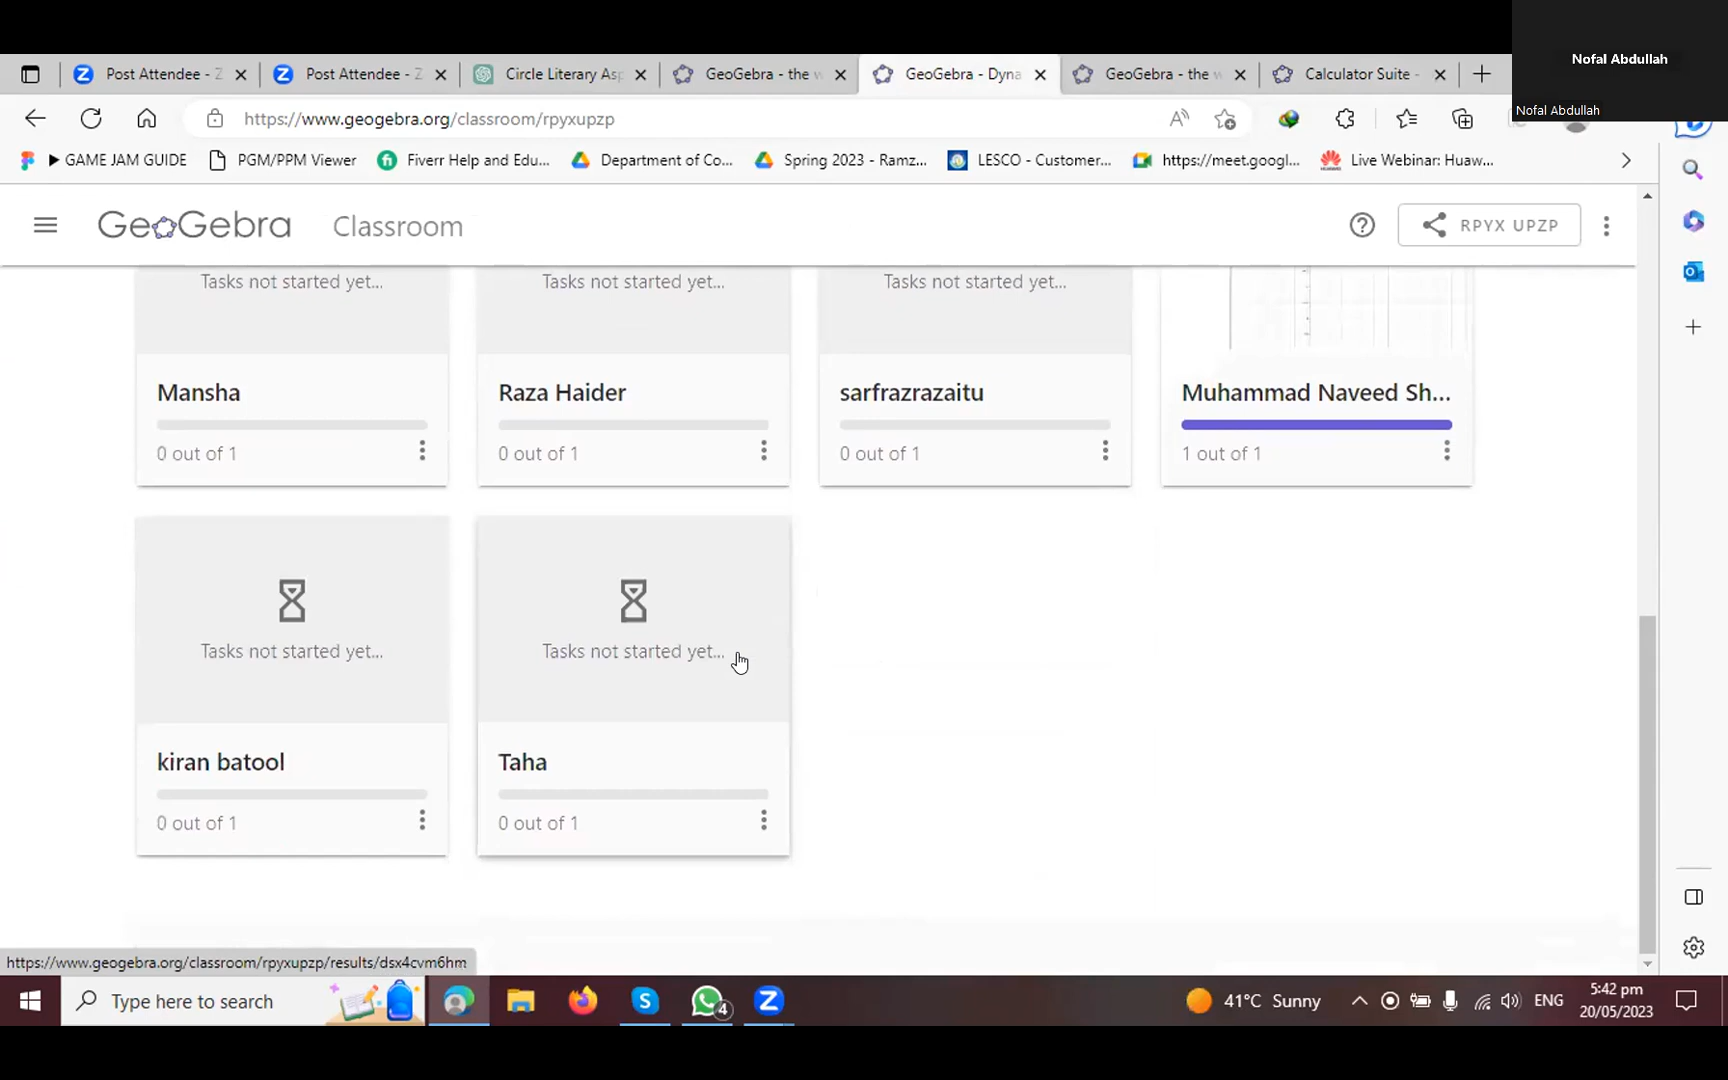 Nofal Abdullah
Nofal Abdullah
Post Attendee - Z
Post Attendee - Z
Circle Literary Asp
GeoGebra - the w
GeoGebra - Dyna
GeoGebra - the w
Calculator Suite -
https://www.geogebra.org/classroom/rpyxupzp
GAME JAM GUIDE
PGM/PPM Viewer
Fiverr Help and Edu...
Department of Co...
Spring 2023 - Ramz...
LESCO - Customer...
https://meet.googl...
Live Webinar: Huaw...
GeoGebra Classroom
RPYX UPZP
Tasks not started yet...
Tasks not started yet...
Tasks not started yet...
Mansha
Raza Haider
sarfrazrazaitu
Muhammad Naveed Sh...
0 out of 1
0 out of 1
0 out of 1
1 out of 1
Tasks not started yet...
Tasks not started yet...
kiran batool
Taha
0 out of 1
0 out of 1
https://www.geogebra.org/classroom/rpyxupzp/results/dsx4cvm6hm
Type here to search
4
41°C Sunny
ENG
5:42 pm
20/05/2023